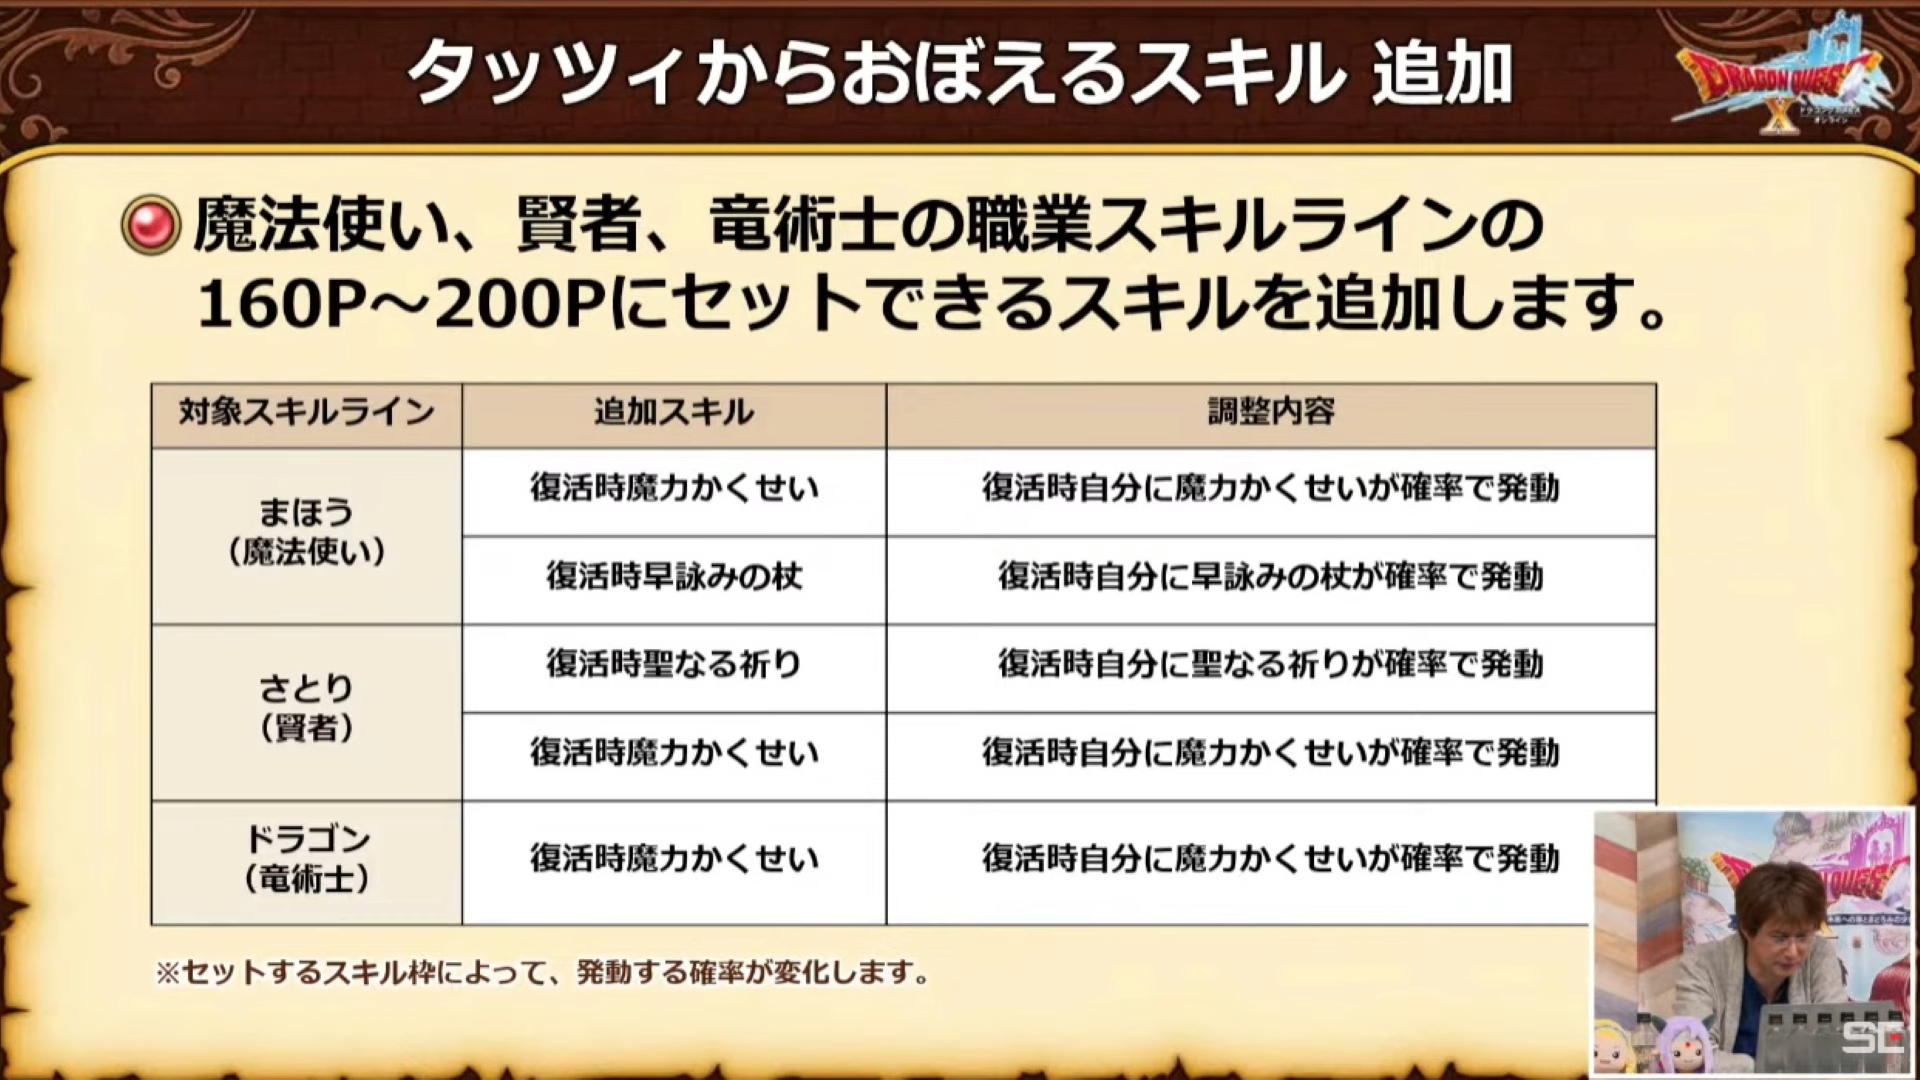 タッツィからおぼえるスキル 追加
DRAGON QUEST X
オンライン
魔法使い、賢者、竜術士の職業スキルラインの
160P～200Pにセットできるスキルを追加します。
対象スキルライン 追加スキル 調整内容
まほう
（魔法使い）
復活時魔力かくせい 復活時自分に魔力かくせいが確率で発動
復活時早詠みの杖 復活時自分に早詠みの杖が確率で発動
さとり
（賢者）
復活時聖なる祈り 復活時自分に聖なる祈りが確率で発動
復活時魔力かくせい 復活時自分に魔力かくせいが確率で発動
ドラゴン
（竜術士）
復活時魔力かくせい 復活時自分に魔力かくせいが確率で発動
※セットするスキル枠によって、発動する確率が変化します。